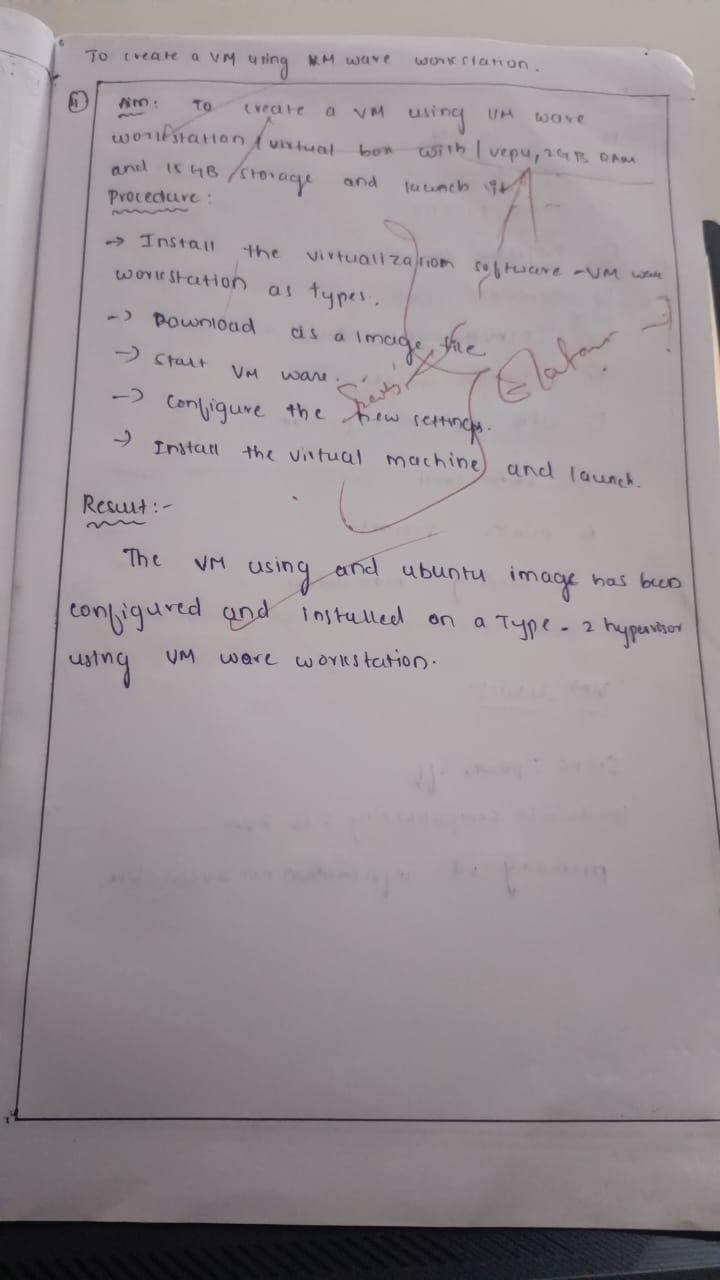 To create a VM using VM ware workstation.
11 Aim: To create a VM using VM ware
workstation / virtual box with 1 vcpu, 2GB RAM
and 15 GB storage and launch it
Procedure:
→ Install the virtualization software - VM ware
workstation as types.
→ Download as a image file
→ Start VM ware.
→ Configure the new settings.
→ Install the virtual machine and launch.
Result:-
The VM using and ubuntu image has been
configured and installed on a Type - 2 hypervisor
using VM ware workstation.